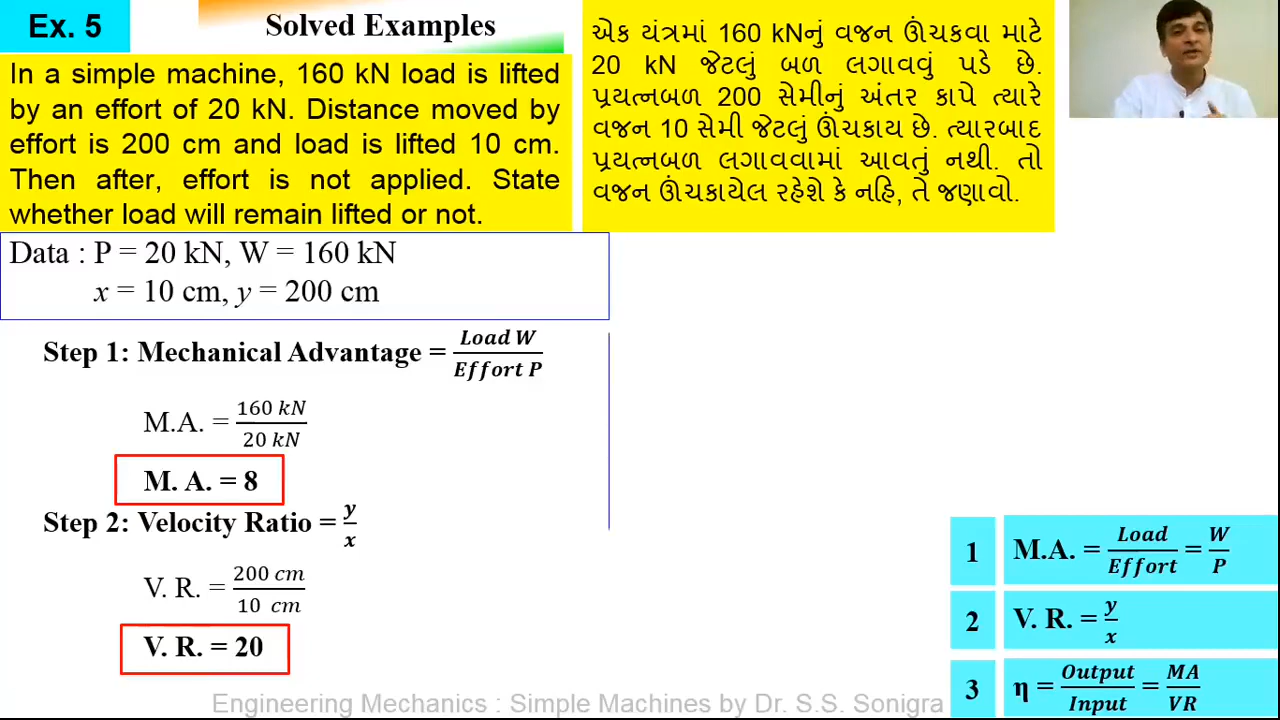 Ex. 5
Solved Examples
In a simple machine, 160 kN load is lifted
by an effort of 20 kN. Distance moved by
effort is 200 cm and load is lifted 10 cm.
Then after, effort is not applied. State
whether load will remain lifted or not.
એક યંત્રમાં 160 kNનું વજન ઊંચકવા માટે
20 kN જેટલું બળ લગાવવું પડે છે.
પ્રયત્નબળ 200 સેમીનું અંતર કાપે ત્યારે
વજન 10 સેમી જેટલું ઊંચકાય છે. ત્યારબાદ
પ્રયત્નબળ લગાવવામાં આવતું નથી. તો
વજન ઊંચકાયેલ રહેશે કે નહિ, તે જણાવો.
Data : P = 20 kN, W = 160 kN
x = 10 cm, y = 200 cm
Step 1: Mechanical Advantage = Load W / Effort P
M.A. = 160 kN / 20 kN
M. A. = 8
Step 2: Velocity Ratio = y / x
V. R. = 200 cm / 10 cm
V. R. = 20
1 M.A. = Load / Effort = W / P
2 V. R. = y / x
3 η = Output / Input = MA / VR
Engineering Mechanics : Simple Machines by Dr. S.S. Sonigra